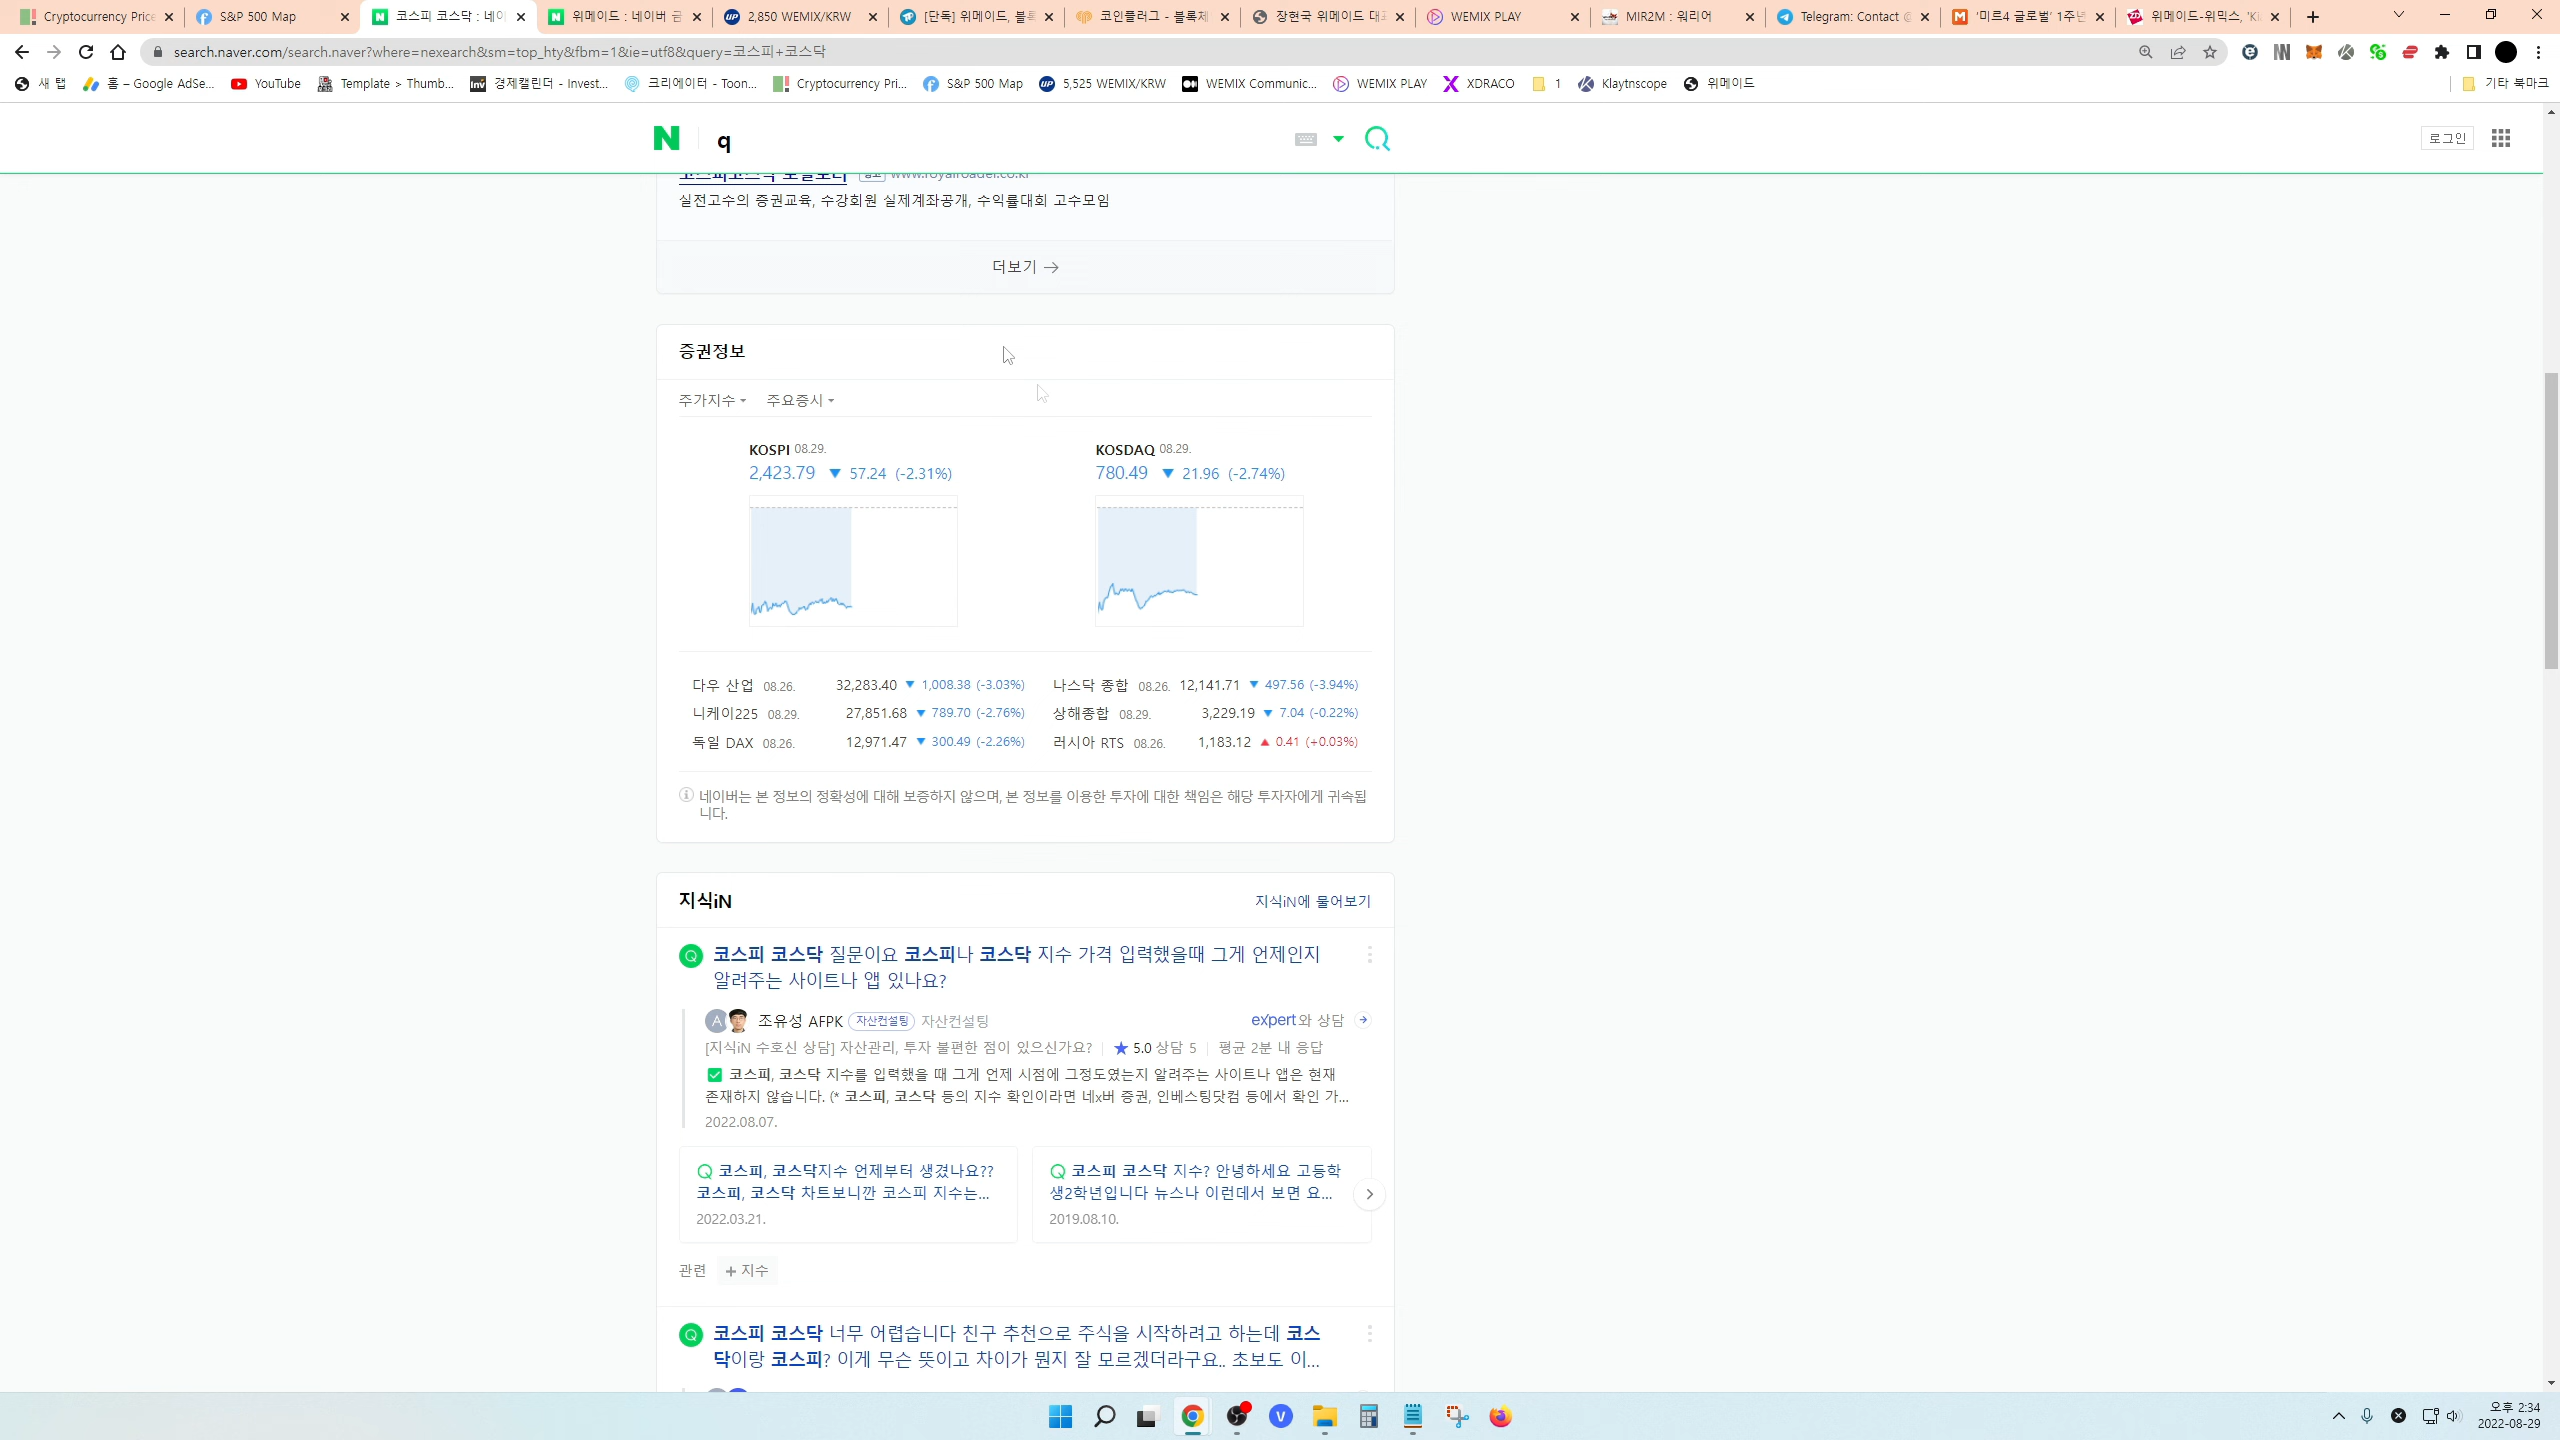 Cryptocurrency Price
S&P 500 Map
코스피 코스닥 : 네이
위메이드 : 네이버 금
2,850 WEMIX/KRW
[단독] 위메이드, 블록
코인플러그 - 블록체
장현국 위메이드 대표
WEMIX PLAY
MIR2M : 워리어
Telegram: Contact @
'미르4 글로벌' 1주년
위메이드-위믹스, 'Kl
search.naver.com/search.naver?where=nexearch&sm=top_hty&fbm=1&ie=utf8&query=코스피+코스닥
새 탭
홈 – Google AdSe...
YouTube
Template > Thumb...
경제캘린더 - Invest...
크리에이터 - Toon...
Cryptocurrency Pri...
S&P 500 Map
5,525 WEMIX/KRW
WEMIX Communic...
WEMIX PLAY
XDRACO
1
Klaytnscope
위메이드
기타 북마크
N q
로그인
실전고수의 증권교육, 수강회원 실제계좌공개, 수익률대회 고수모임
더보기 →
증권정보
주가지수 주요증시
KOSPI 08.29.
2,423.79 ▼ 57.24 (-2.31%)
KOSDAQ 08.29.
780.49 ▼ 21.96 (-2.74%)
다우 산업 08.26. 32,283.40 ▼ 1,008.38 (-3.03%) 나스닥 종합 08.26. 12,141.71 ▼ 497.56 (-3.94%)
니케이225 08.29. 27,851.68 ▼ 789.70 (-2.76%) 상해종합 08.29. 3,229.19 ▼ 7.04 (-0.22%)
독일 DAX 08.26. 12,971.47 ▼ 300.49 (-2.26%) 러시아 RTS 08.26. 1,183.12 ▲ 0.41 (+0.03%)
네이버는 본 정보의 정확성에 대해 보증하지 않으며, 본 정보를 이용한 투자에 대한 책임은 해당 투자자에게 귀속됩
니다.
지식iN 지식iN에 물어보기
Q 코스피 코스닥 질문이요 코스피나 코스닥 지수 가격 입력했을때 그게 언제인지
알려주는 사이트나 앱 있나요?
A 조유성 AFPK 자산컨설팅 자산컨설팅 expert와 상담
[지식iN 수호신 상담] 자산관리, 투자 불편한 점이 있으신가요? ★ 5.0 상담 5 평균 2분 내 응답
코스피, 코스닥 지수를 입력했을 때 그게 언제 시점에 그정도였는지 알려주는 사이트나 앱은 현재
존재하지 않습니다. (* 코스피, 코스닥 등의 지수 확인이라면 네x버 증권, 인베스팅닷컴 등에서 확인 가...
2022.08.07.
Q 코스피, 코스닥지수 언제부터 생겼나요??
코스피, 코스닥 차트보니깐 코스피 지수는...
2022.03.21.
Q 코스피 코스닥 지수? 안녕하세요 고등학
생2학년입니다 뉴스나 이런데서 보면 요...
2019.08.10.
관련 + 지수
Q 코스피 코스닥 너무 어렵습니다 친구 추천으로 주식을 시작하려고 하는데 코스
닥이랑 코스피? 이게 무슨 뜻이고 차이가 뭔지 잘 모르겠더라구요.. 초보도 이...
오후 2:34
2022-08-29